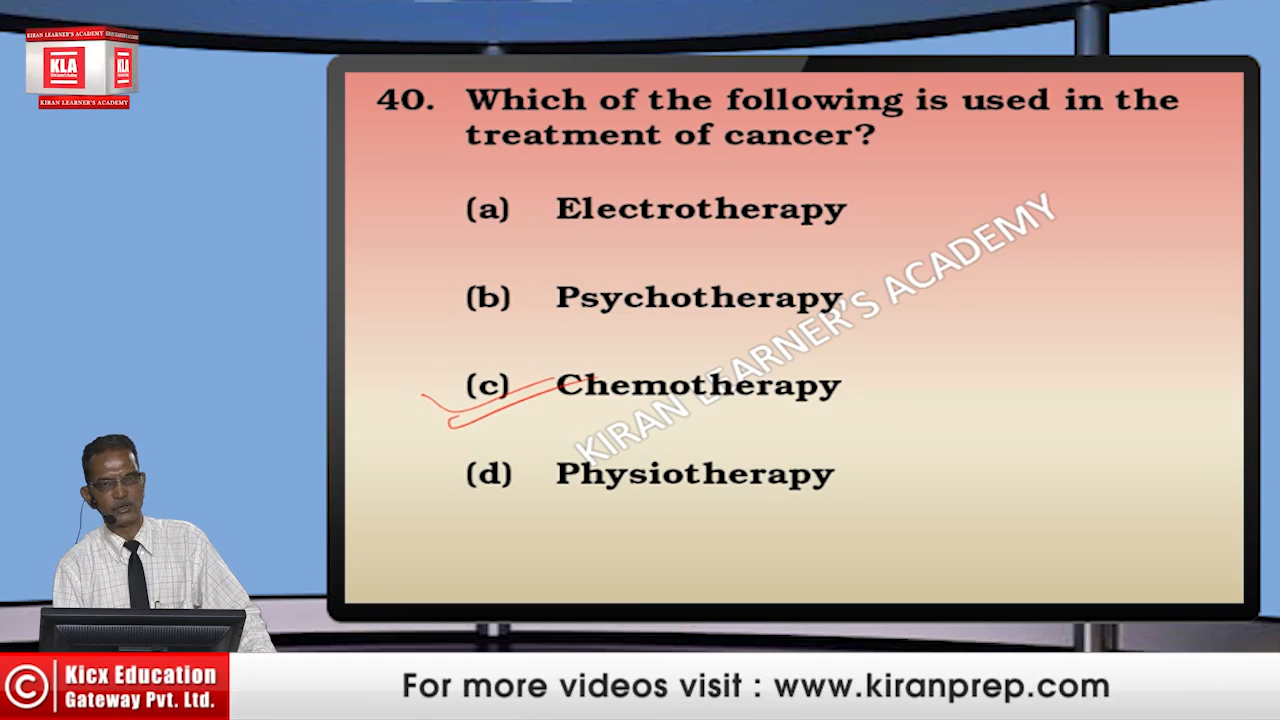 KIRAN LEARNER'S ACADEMY
KLA
KLA
KIRAN LEARNER'S ACADEMY
40. Which of the following is used in the
treatment of cancer?
(a) Electrotherapy
(b) Psychotherapy
(c) Chemotherapy
(d) Physiotherapy
KIRAN LEARNER'S ACADEMY
© Kicx Education
Gateway Pvt. Ltd.
For more videos visit : www.kiranprep.com